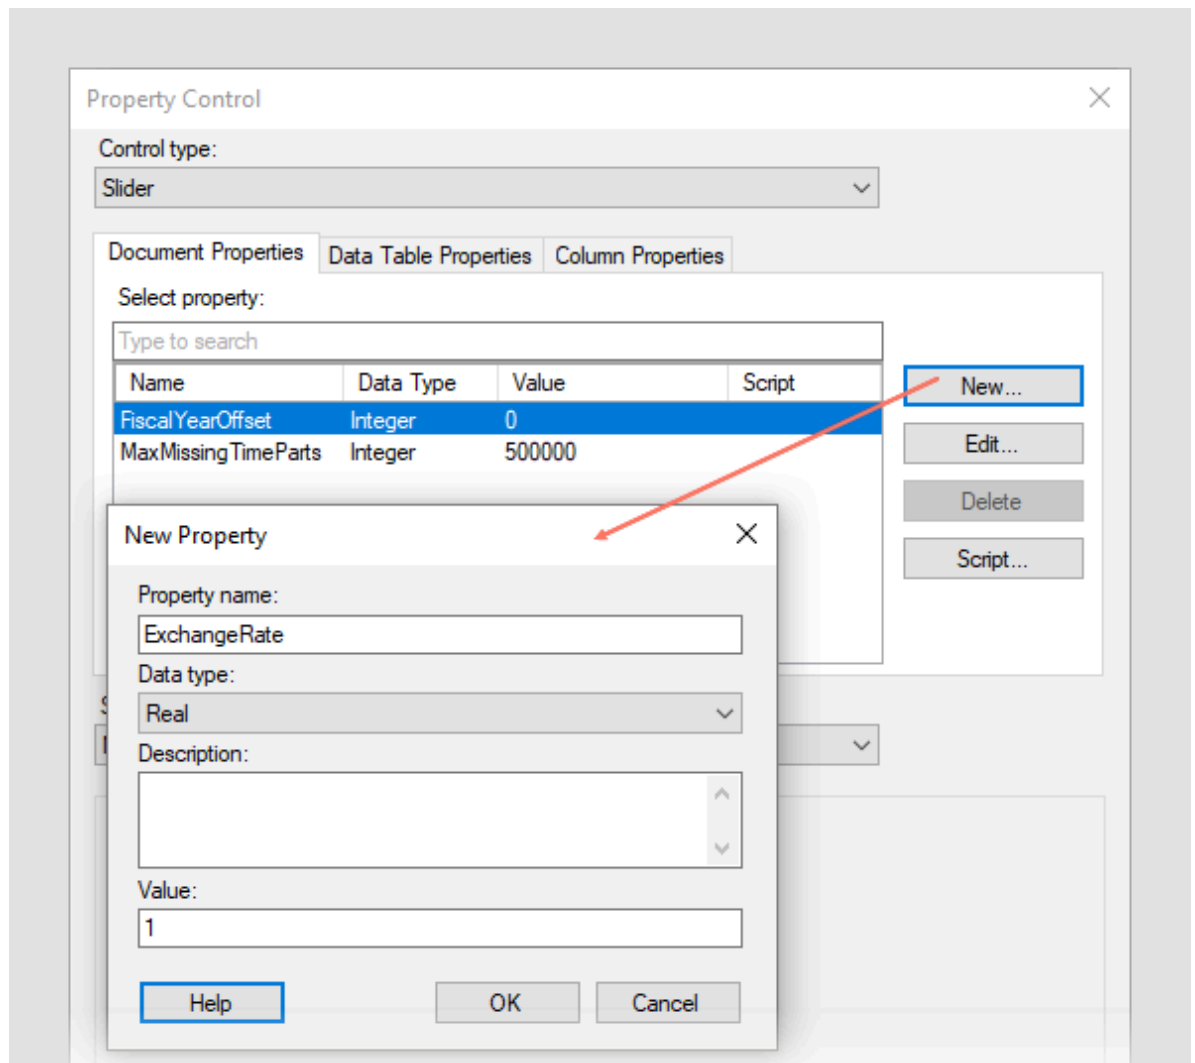 Property Control
Control type:
Slider
Document Properties Data Table Properties Column Properties
Select property:
Type to search
Name Data Type Value Script
FiscalYearOffset Integer 0
MaxMissingTimeParts Integer 500000
New...
Edit...
Delete
Script...
New Property
Property name:
ExchangeRate
Data type:
Real
Description:
Value:
1
Help OK Cancel